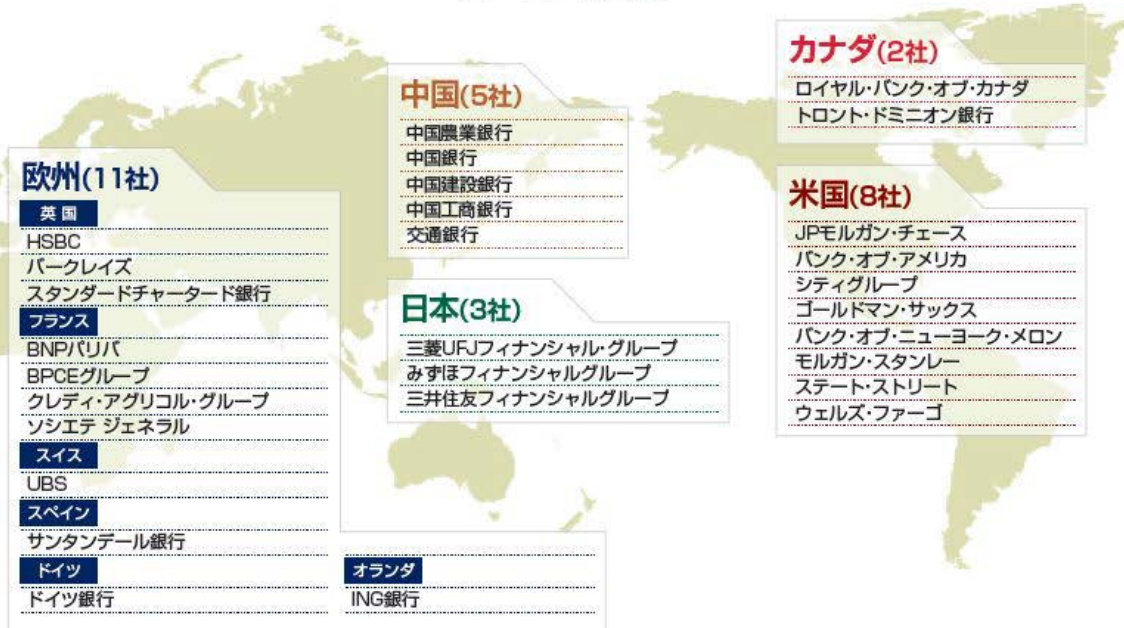 カナダ(2社)
ロイヤル・バンク・オブ・カナダ
トロント・ドミニオン銀行
中国(5社)
中国農業銀行
中国銀行
中国建設銀行
中国工商銀行
交通銀行
欧州(11社)
英国
HSBC
バークレイズ
スタンダードチャータード銀行
フランス
BNPパリバ
BPCEグループ
クレディ・アグリコル・グループ
ソシエテ ジェネラル
スイス
UBS
スペイン
サンタンデール銀行
ドイツ
ドイツ銀行
オランダ
ING銀行
日本(3社)
三菱UFJフィナンシャル・グループ
みずほフィナンシャルグループ
三井住友フィナンシャルグループ
米国(8社)
JPモルガン・チェース
バンク・オブ・アメリカ
シティグループ
ゴールドマン・サックス
バンク・オブ・ニューヨーク・メロン
モルガン・スタンレー
ステート・ストリート
ウェルズ・ファーゴ